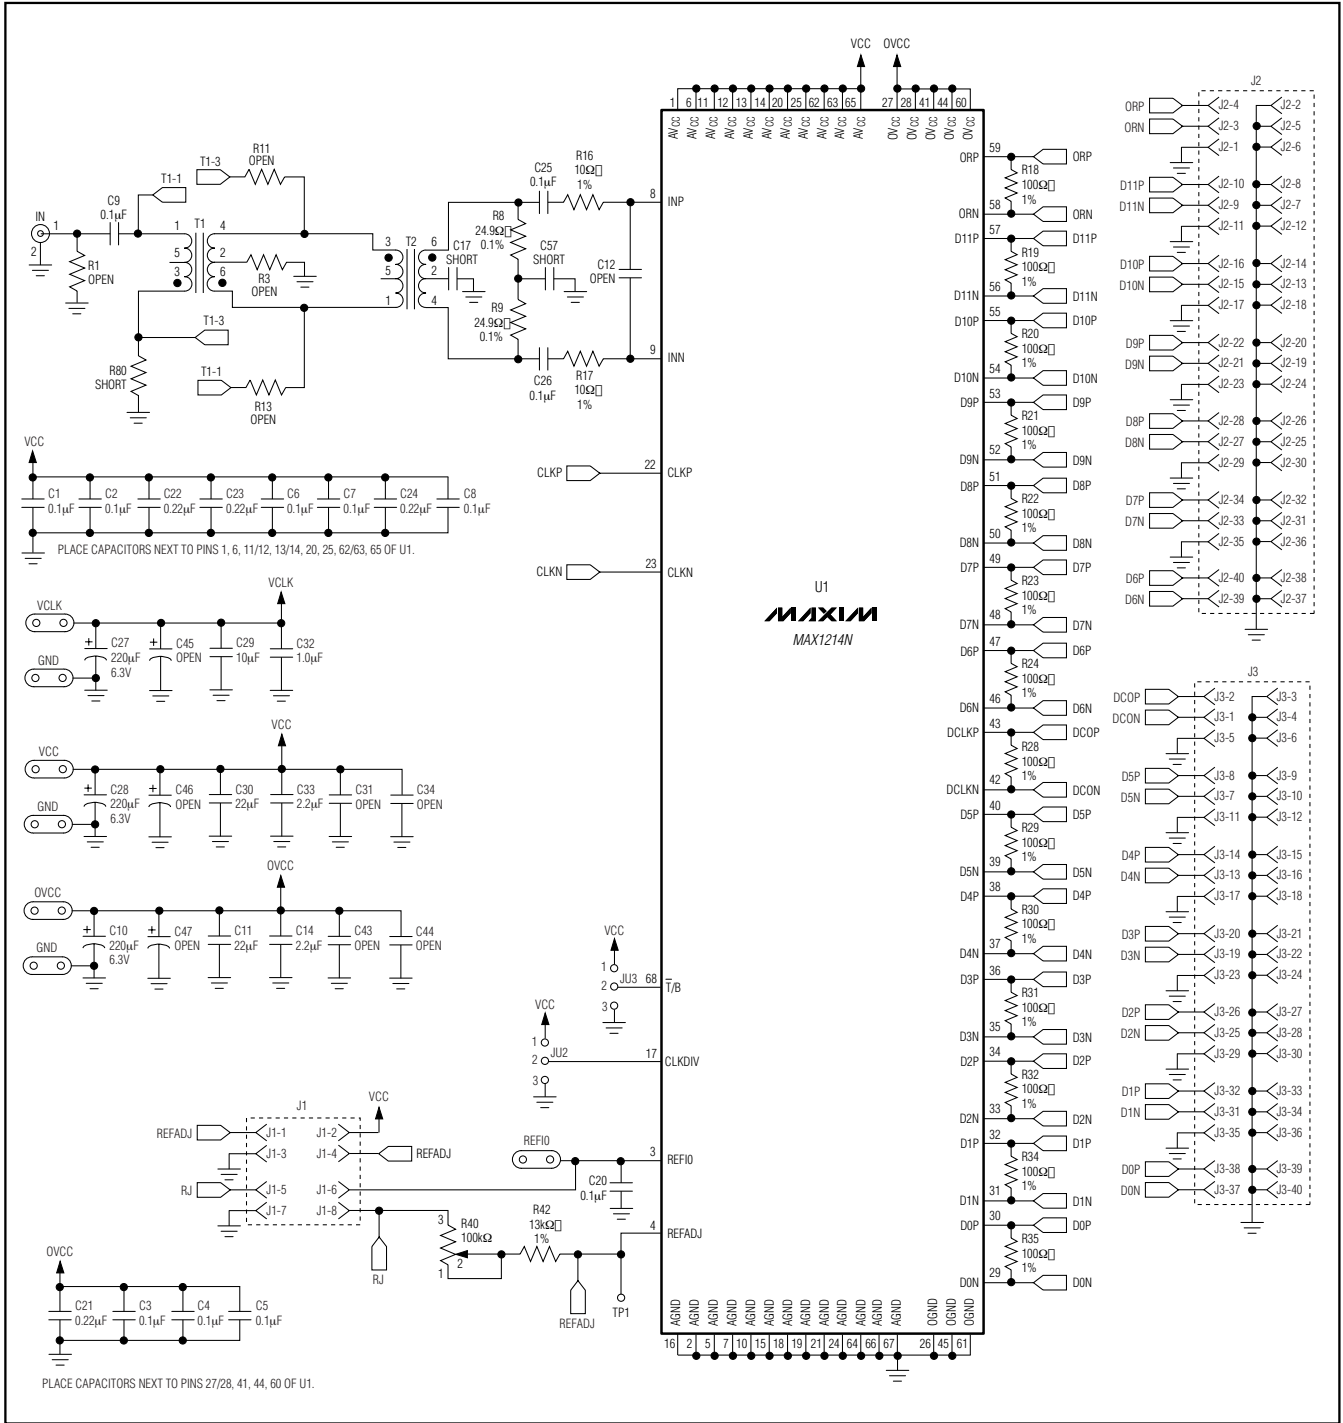 VCC OVCC
1 6 11 12 13 14 20 25 62 63 65 27 28 41 44 60
AVCC AVCC AVCC AVCC AVCC AVCC AVCC AVCC AVCC AVCC AVCC OVCC OVCC OVCC OVCC OVCC
IN
1
2
R1
OPEN
C9
0.1µF
T1-1
T1-3
R11
OPEN
T1
1 4
5 2
3 6
R3
OPEN
T1-3
R80
SHORT
T1-1
R13
OPEN
T2
3 6
5 2
1 4
C17
SHORT
R8
24.9Ω
0.1%
C57
SHORT
R9
24.9Ω
0.1%
C25
0.1µF
R16
10Ω
1%
C12
OPEN
C26
0.1µF
R17
10Ω
1%
8 INP
9 INN
VCC
C1
0.1µF
C2
0.1µF
C22
0.22µF
C23
0.22µF
C6
0.1µF
C7
0.1µF
C24
0.22µF
C8
0.1µF
PLACE CAPACITORS NEXT TO PINS 1, 6, 11/12, 13/14, 20, 25, 62/63, 65 OF U1.
CLKP 22 CLKP
CLKN 23 CLKN
VCLK
VCLK
GND
+ C27
220µF
6.3V
+ C45
OPEN
C29
10µF
C32
1.0µF
VCC
VCC
GND
+ C28
220µF
6.3V
+ C46
OPEN
C30
22µF
C33
2.2µF
C31
OPEN
C34
OPEN
OVCC
OVCC
GND
+ C10
220µF
6.3V
+ C47
OPEN
C11
22µF
C14
2.2µF
C43
OPEN
C44
OPEN
VCC
1
2 JU3 68 T/B
3
VCC
1
2 JU2 17 CLKDIV
3
J1
VCC
REFADJ J1-1 J1-2
J1-3 J1-4 REFADJ
RJ J1-5 J1-6
J1-7 J1-8
REFIO
3 REFIO
C20
0.1µF
RJ
3
R40
100kΩ
2
1
R42
13kΩ
1%
4 REFADJ
REFADJ
TP1
OVCC
C21
0.22µF
C3
0.1µF
C4
0.1µF
C5
0.1µF
PLACE CAPACITORS NEXT TO PINS 27/28, 41, 44, 60 OF U1.
U1
MAXIM
MAX1214N
AGND AGND AGND AGND AGND AGND AGND AGND AGND AGND AGND AGND AGND OGND OGND OGND
16 2 5 7 10 15 18 19 21 24 64 66 67 26 45 61
ORP 59 ORP
R18
100Ω
1%
ORN 58 ORN
D11P 57 D11P
R19
100Ω
1%
D11N 56 D11N
D10P 55 D10P
R20
100Ω
1%
D10N 54 D10N
D9P 53 D9P
R21
100Ω
1%
D9N 52 D9N
D8P 51 D8P
R22
100Ω
1%
D8N 50 D8N
D7P 49 D7P
R23
100Ω
1%
D7N 48 D7N
D6P 47 D6P
R24
100Ω
1%
D6N 46 D6N
DCLKP 43 DCOP
R28
100Ω
1%
DCLKN 42 DCON
D5P 40 D5P
R29
100Ω
1%
D5N 39 D5N
D4P 38 D4P
R30
100Ω
1%
D4N 37 D4N
D3P 36 D3P
R31
100Ω
1%
D3N 35 D3N
D2P 34 D2P
R32
100Ω
1%
D2N 33 D2N
D1P 32 D1P
R34
100Ω
1%
D1N 31 D1N
D0P 30 D0P
R35
100Ω
1%
D0N 29 D0N
J2
ORP J2-4 J2-2
ORN J2-3 J2-5
J2-1 J2-6
D11P J2-10 J2-8
D11N J2-9 J2-7
J2-11 J2-12
D10P J2-16 J2-14
D10N J2-15 J2-13
J2-17 J2-18
D9P J2-22 J2-20
D9N J2-21 J2-19
J2-23 J2-24
D8P J2-28 J2-26
D8N J2-27 J2-25
J2-29 J2-30
D7P J2-34 J2-32
D7N J2-33 J2-31
J2-35 J2-36
D6P J2-40 J2-38
D6N J2-39 J2-37
J3
DCOP J3-2 J3-3
DCON J3-1 J3-4
J3-5 J3-6
D5P J3-8 J3-9
D5N J3-7 J3-10
J3-11 J3-12
D4P J3-14 J3-15
D4N J3-13 J3-16
J3-17 J3-18
D3P J3-20 J3-21
D3N J3-19 J3-22
J3-23 J3-24
D2P J3-26 J3-27
D2N J3-25 J3-28
J3-29 J3-30
D1P J3-32 J3-33
D1N J3-31 J3-34
J3-35 J3-36
D0P J3-38 J3-39
D0N J3-37 J3-40